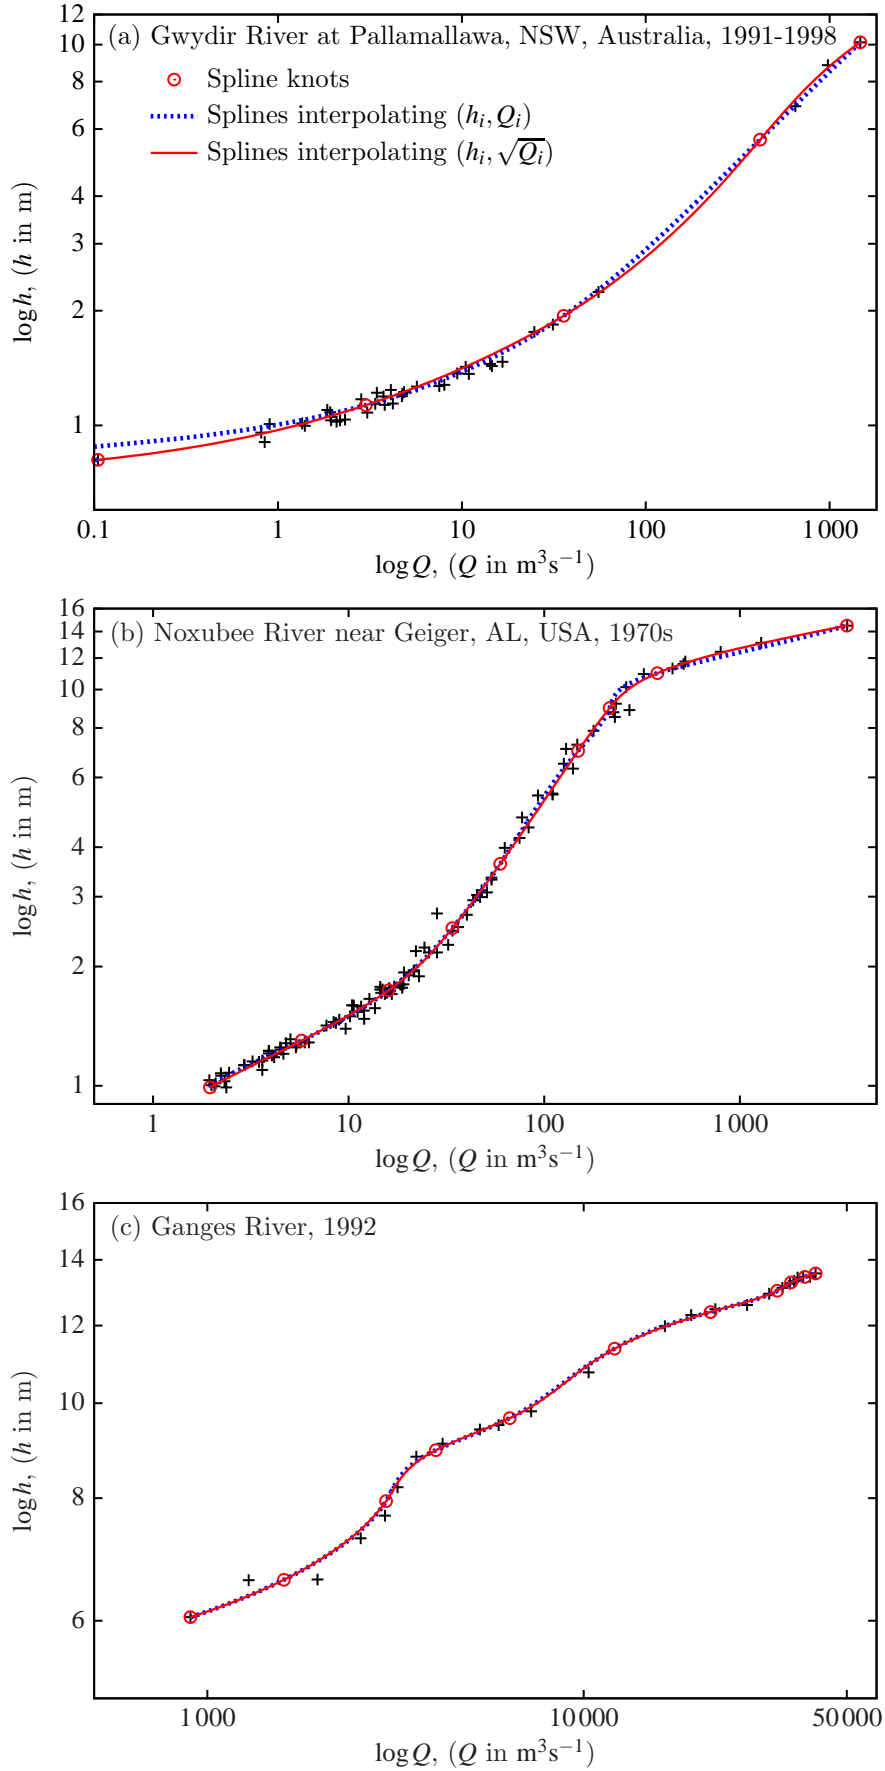 (a) Gwydir River at Pallamallawa, NSW, Australia, 1991-1998
Spline knots
Splines interpolating (hᵢ, Qᵢ)
Splines interpolating (hᵢ, √Qᵢ)
12
10
8
6
4
3
2
1
log h, (h in m)
0.1 1 10 100 1 000
log Q, (Q in m³s⁻¹)
(b) Noxubee River near Geiger, AL, USA, 1970s
16
14
12
10
8
6
4
3
2
1
log h, (h in m)
1 10 100 1 000
log Q, (Q in m³s⁻¹)
(c) Ganges River, 1992
16
14
12
10
8
6
log h, (h in m)
1 000 10 000 50 000
log Q, (Q in m³s⁻¹)